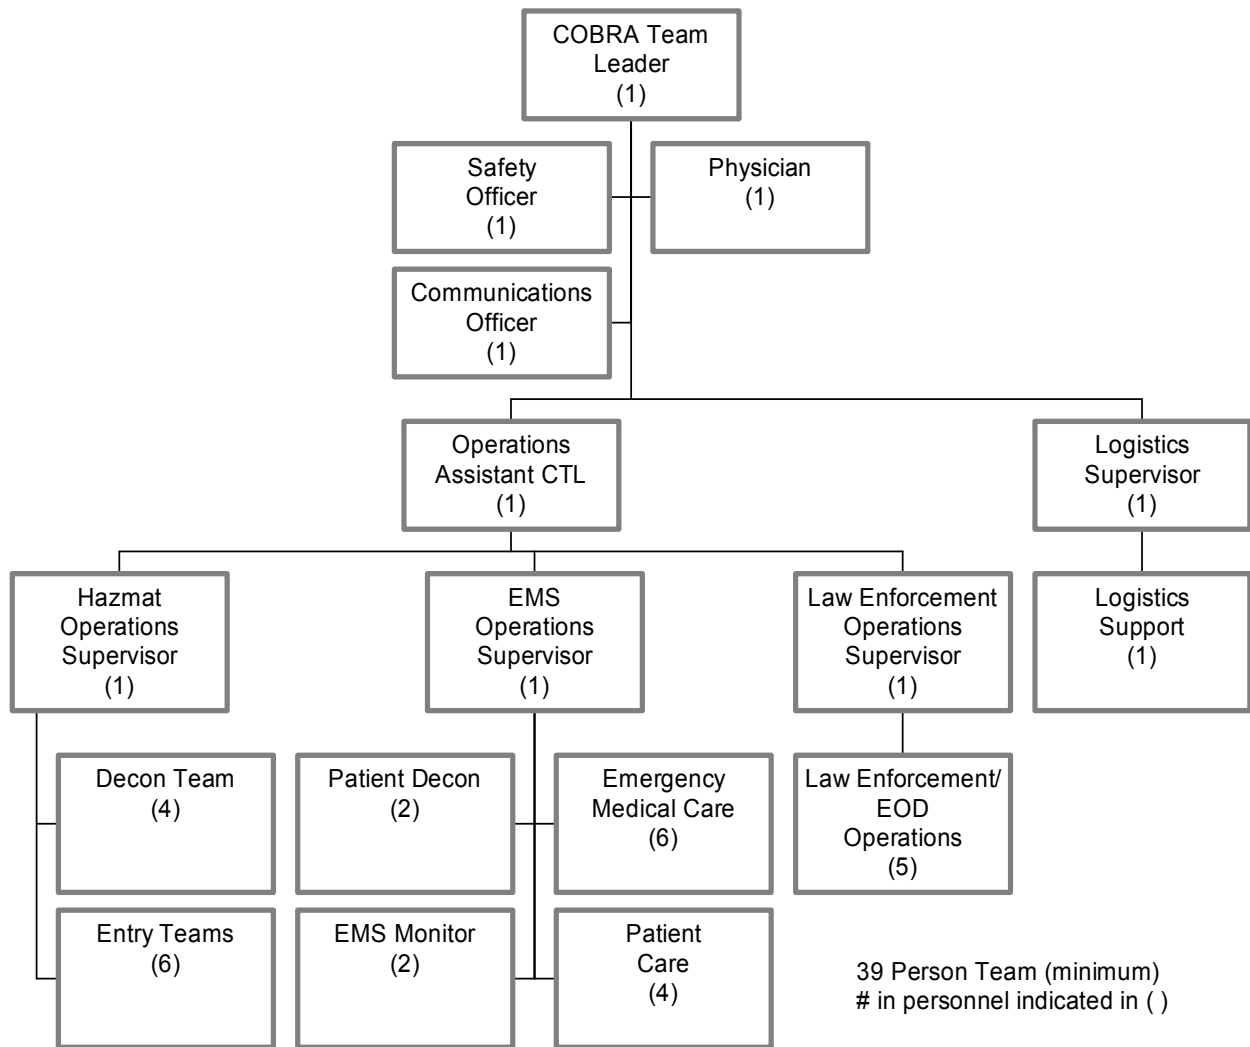 COBRA Team
Leader
(1)
Safety
Officer
(1)
Physician
(1)
Communications
Officer
(1)
Operations
Assistant CTL
(1)
Logistics
Supervisor
(1)
Hazmat
Operations
Supervisor
(1)
EMS
Operations
Supervisor
(1)
Law Enforcement
Operations
Supervisor
(1)
Logistics
Support
(1)
Decon Team
(4)
Patient Decon
(2)
Emergency
Medical Care
(6)
Law Enforcement/
EOD
Operations
(5)
Entry Teams
(6)
EMS Monitor
(2)
Patient
Care
(4)
39 Person Team (minimum)
# in personnel indicated in ( )